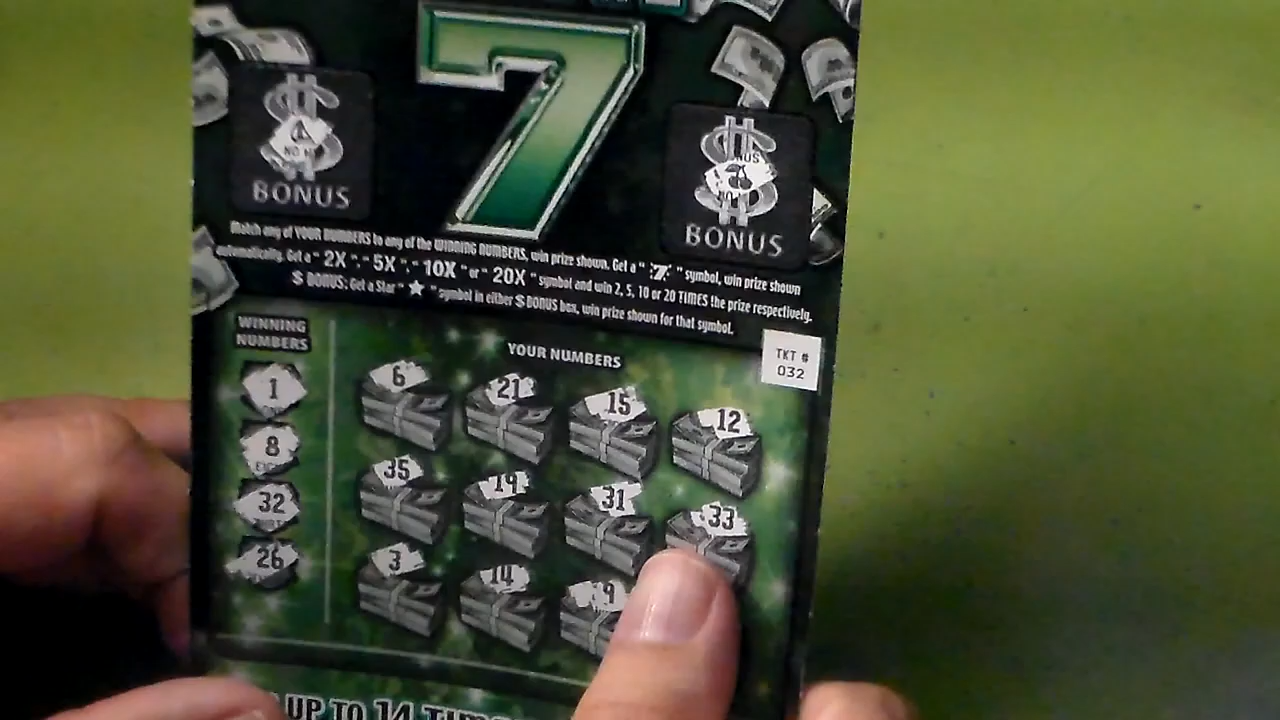 7
NO
BONUS
BONUS
Match any of YOUR NUMBERS to any of the WINNING NUMBERS, win prize shown. Get a " 7 " symbol, win prize shown
automatically. Get a " 2X ", " 5X ", " 10X " or " 20X " symbol and win 2, 5, 10 or 20 TIMES the prize respectively.
$ BONUS: Get a Star " ★ " symbol in either $ BONUS box, win prize shown for that symbol.
WINNING
NUMBERS
YOUR NUMBERS
TKT #
032
1
6 21 15 12
8
35 19 31 33
32
26
3 14 9
UP TO 14